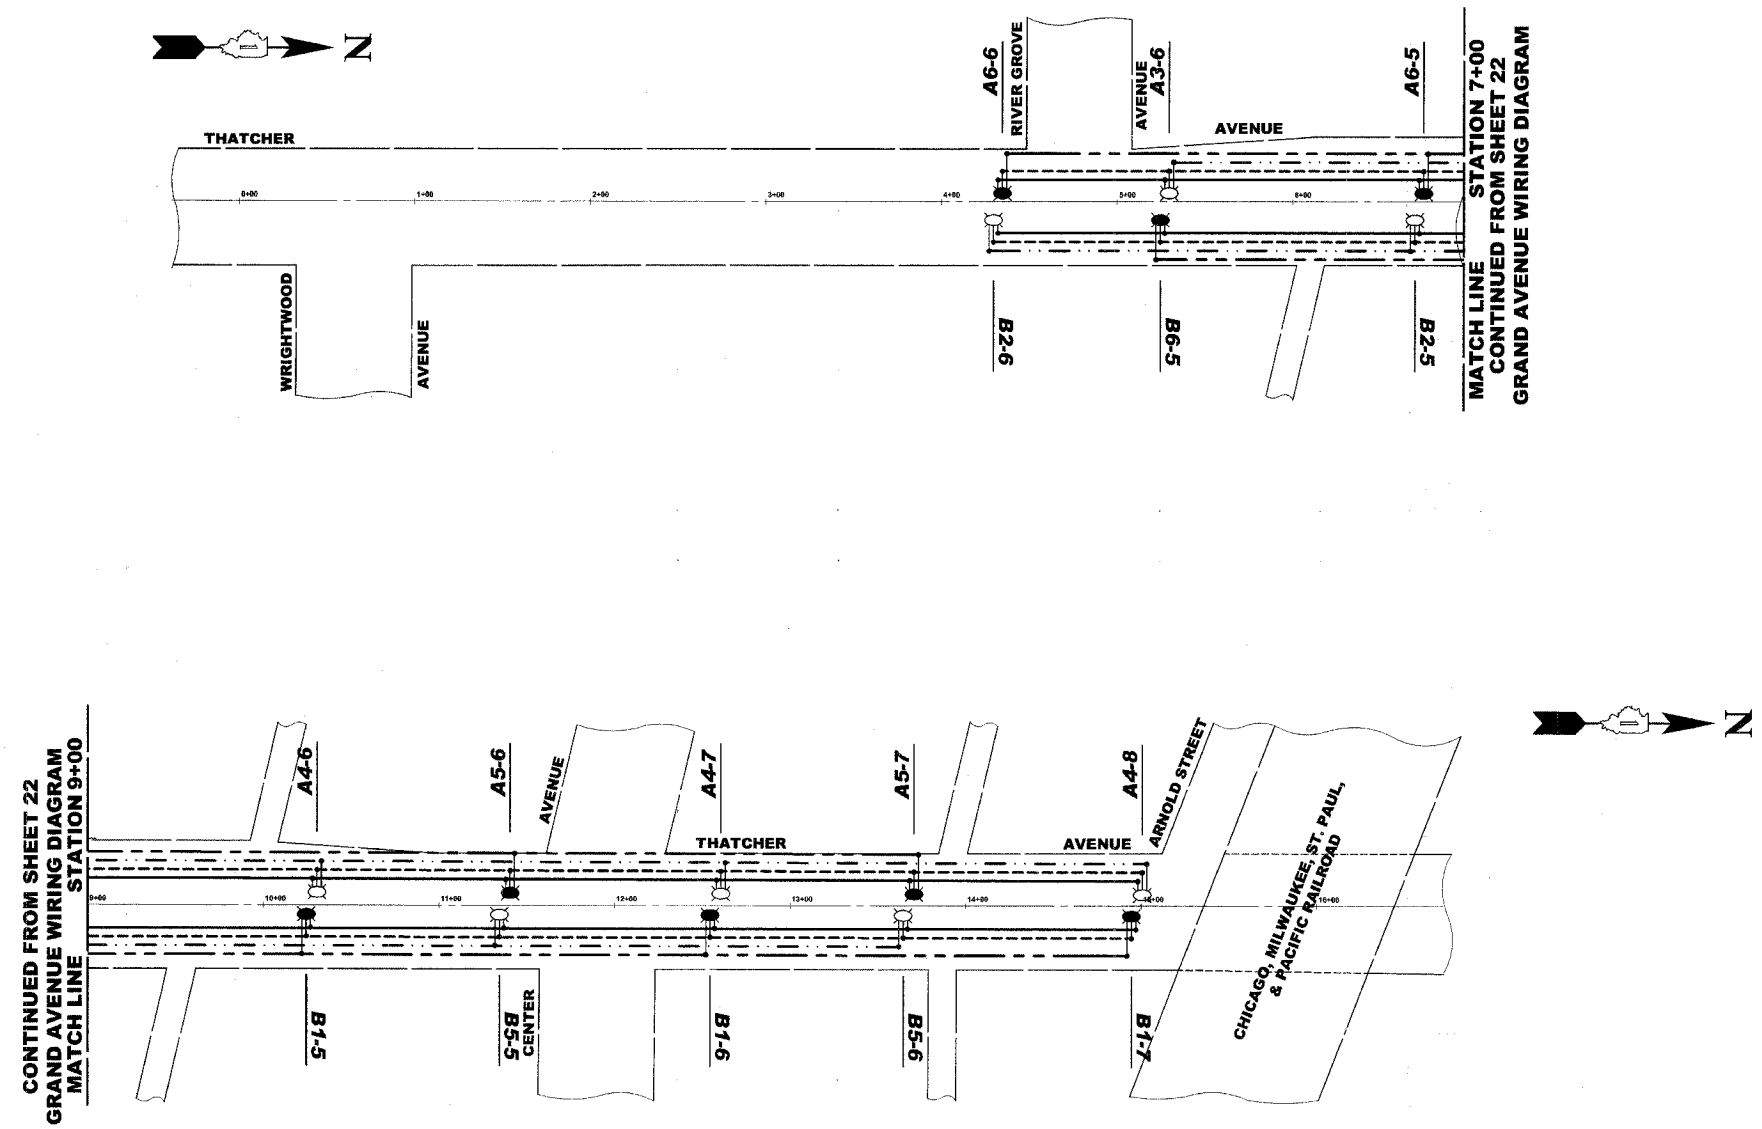 N
THATCHER
AVENUE
A6-6
RIVER GROVE
AVENUE
A3-6
A6-5
0+00
1+00
2+00
3+00
4+00
5+00
6+00
WRIGHTWOOD
AVENUE
B2-6
B6-5
B2-5
MATCH LINE STATION 7+00
CONTINUED FROM SHEET 22
GRAND AVENUE WIRING DIAGRAM
N
CONTINUED FROM SHEET 22
GRAND AVENUE WIRING DIAGRAM
MATCH LINE STATION 9+00
A4-6
A5-6
AVENUE
A4-7
A5-7
A4-8
ARNOLD STREET
THATCHER
AVENUE
9+00
10+00
11+00
12+00
13+00
14+00
15+00
16+00
B1-5
B5-5
CENTER
B1-6
B5-6
B1-7
CHICAGO, MILWAUKEE, ST. PAUL,
& PACIFIC RAILROAD